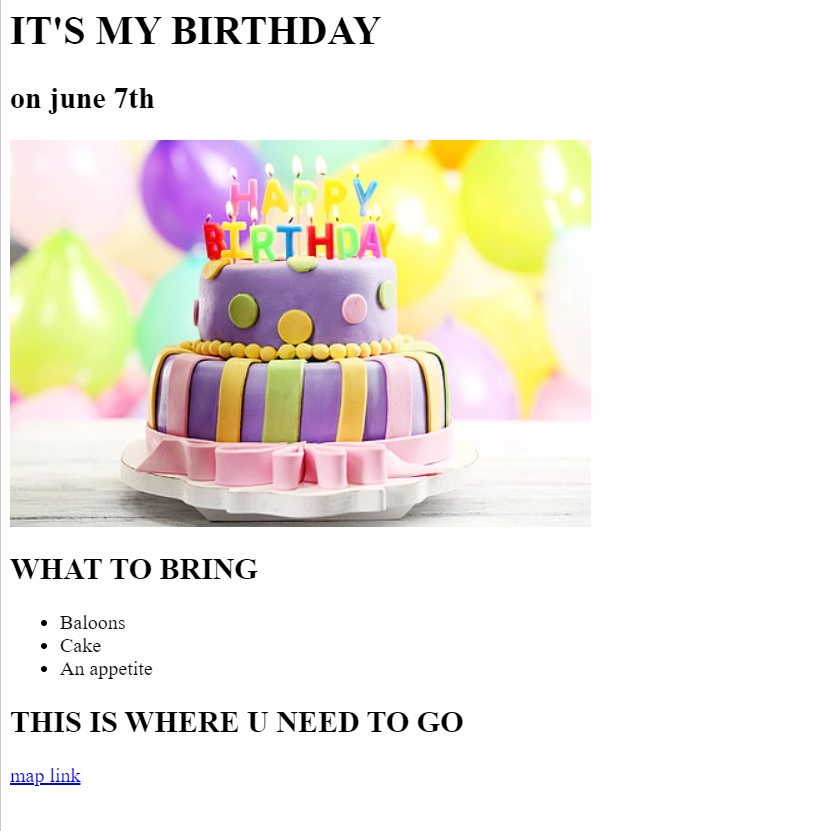 IT'S MY BIRTHDAY
on june 7th
HAPPY
BIRTHDAY
WHAT TO BRING
Baloons
Cake
An appetite
THIS IS WHERE U NEED TO GO
map link